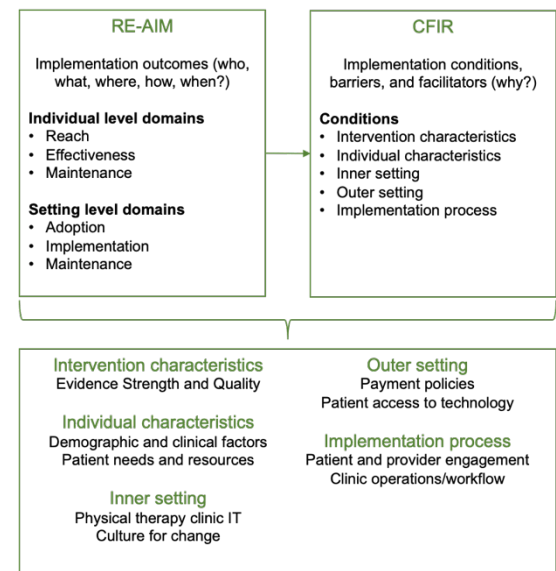 RE-AIM
Implementation outcomes (who,
what, where, how, when?)
Individual level domains
• Reach
• Effectiveness
• Maintenance
Setting level domains
• Adoption
• Implementation
• Maintenance
CFIR
Implementation conditions,
barriers, and facilitators (why?)
Conditions
• Intervention characteristics
• Individual characteristics
• Inner setting
• Outer setting
• Implementation process
Intervention characteristics
Evidence Strength and Quality
Individual characteristics
Demographic and clinical factors
Patient needs and resources
Inner setting
Physical therapy clinic IT
Culture for change
Outer setting
Payment policies
Patient access to technology
Implementation process
Patient and provider engagement
Clinic operations/workflow